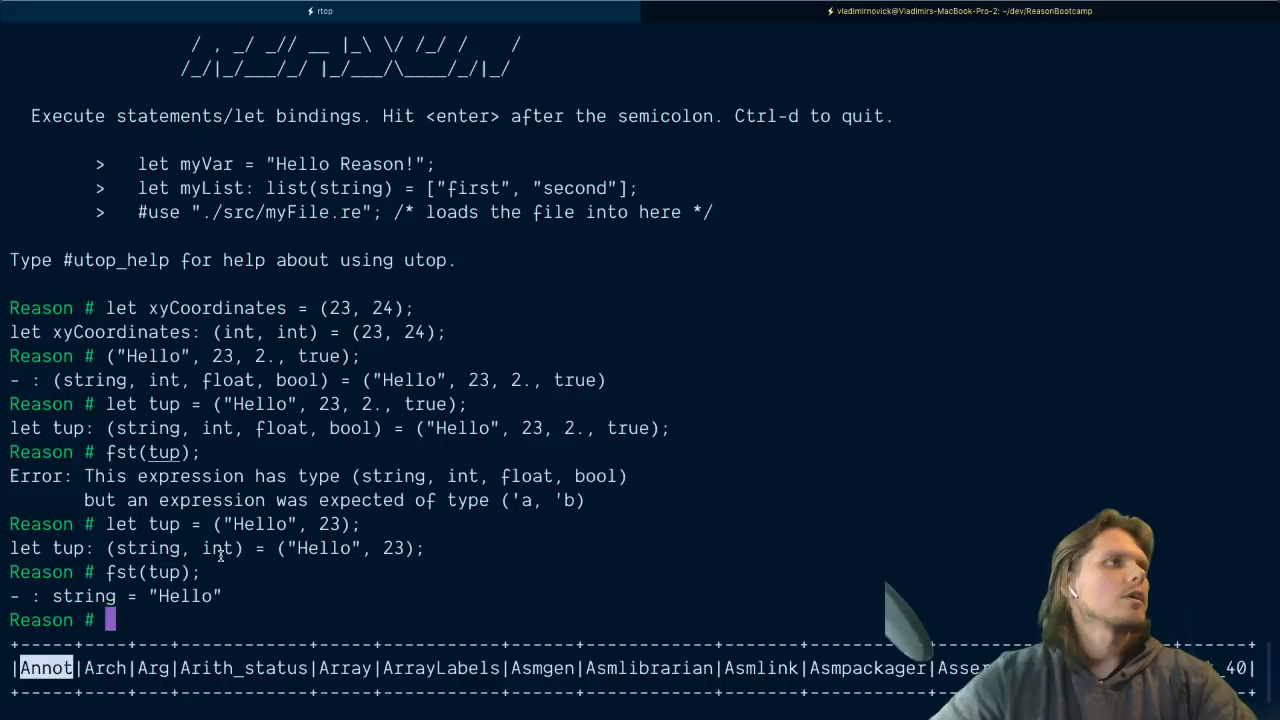 ⚡ rtop
⚡ vladimirnovick@Vladimirs-MacBook-Pro-2: ~/dev/ReasonBootcamp
/ , _/ _// __ |_\ \/ /_/ /    /
/_/|_/___/_/ |_/___/\____/_/|_/
Execute statements/let bindings. Hit <enter> after the semicolon. Ctrl-d to quit.
>   let myVar = "Hello Reason!";
>   let myList: list(string) = ["first", "second"];
>   #use "./src/myFile.re"; /* loads the file into here */
Type #utop_help for help about using utop.
Reason # let xyCoordinates = (23, 24);
let xyCoordinates: (int, int) = (23, 24);
Reason # ("Hello", 23, 2., true);
- : (string, int, float, bool) = ("Hello", 23, 2., true)
Reason # let tup = ("Hello", 23, 2., true);
let tup: (string, int, float, bool) = ("Hello", 23, 2., true);
Reason # fst(tup);
Error: This expression has type (string, int, float, bool)
but an expression was expected of type ('a, 'b)
Reason # let tup = ("Hello", 23);
let tup: (string, int) = ("Hello", 23);
Reason # fst(tup);
- : string = "Hello"
Reason #
|Annot|Arch|Arg|Arith_status|Array|ArrayLabels|Asmgen|Asmlibrarian|Asmlink|Asmpackager|